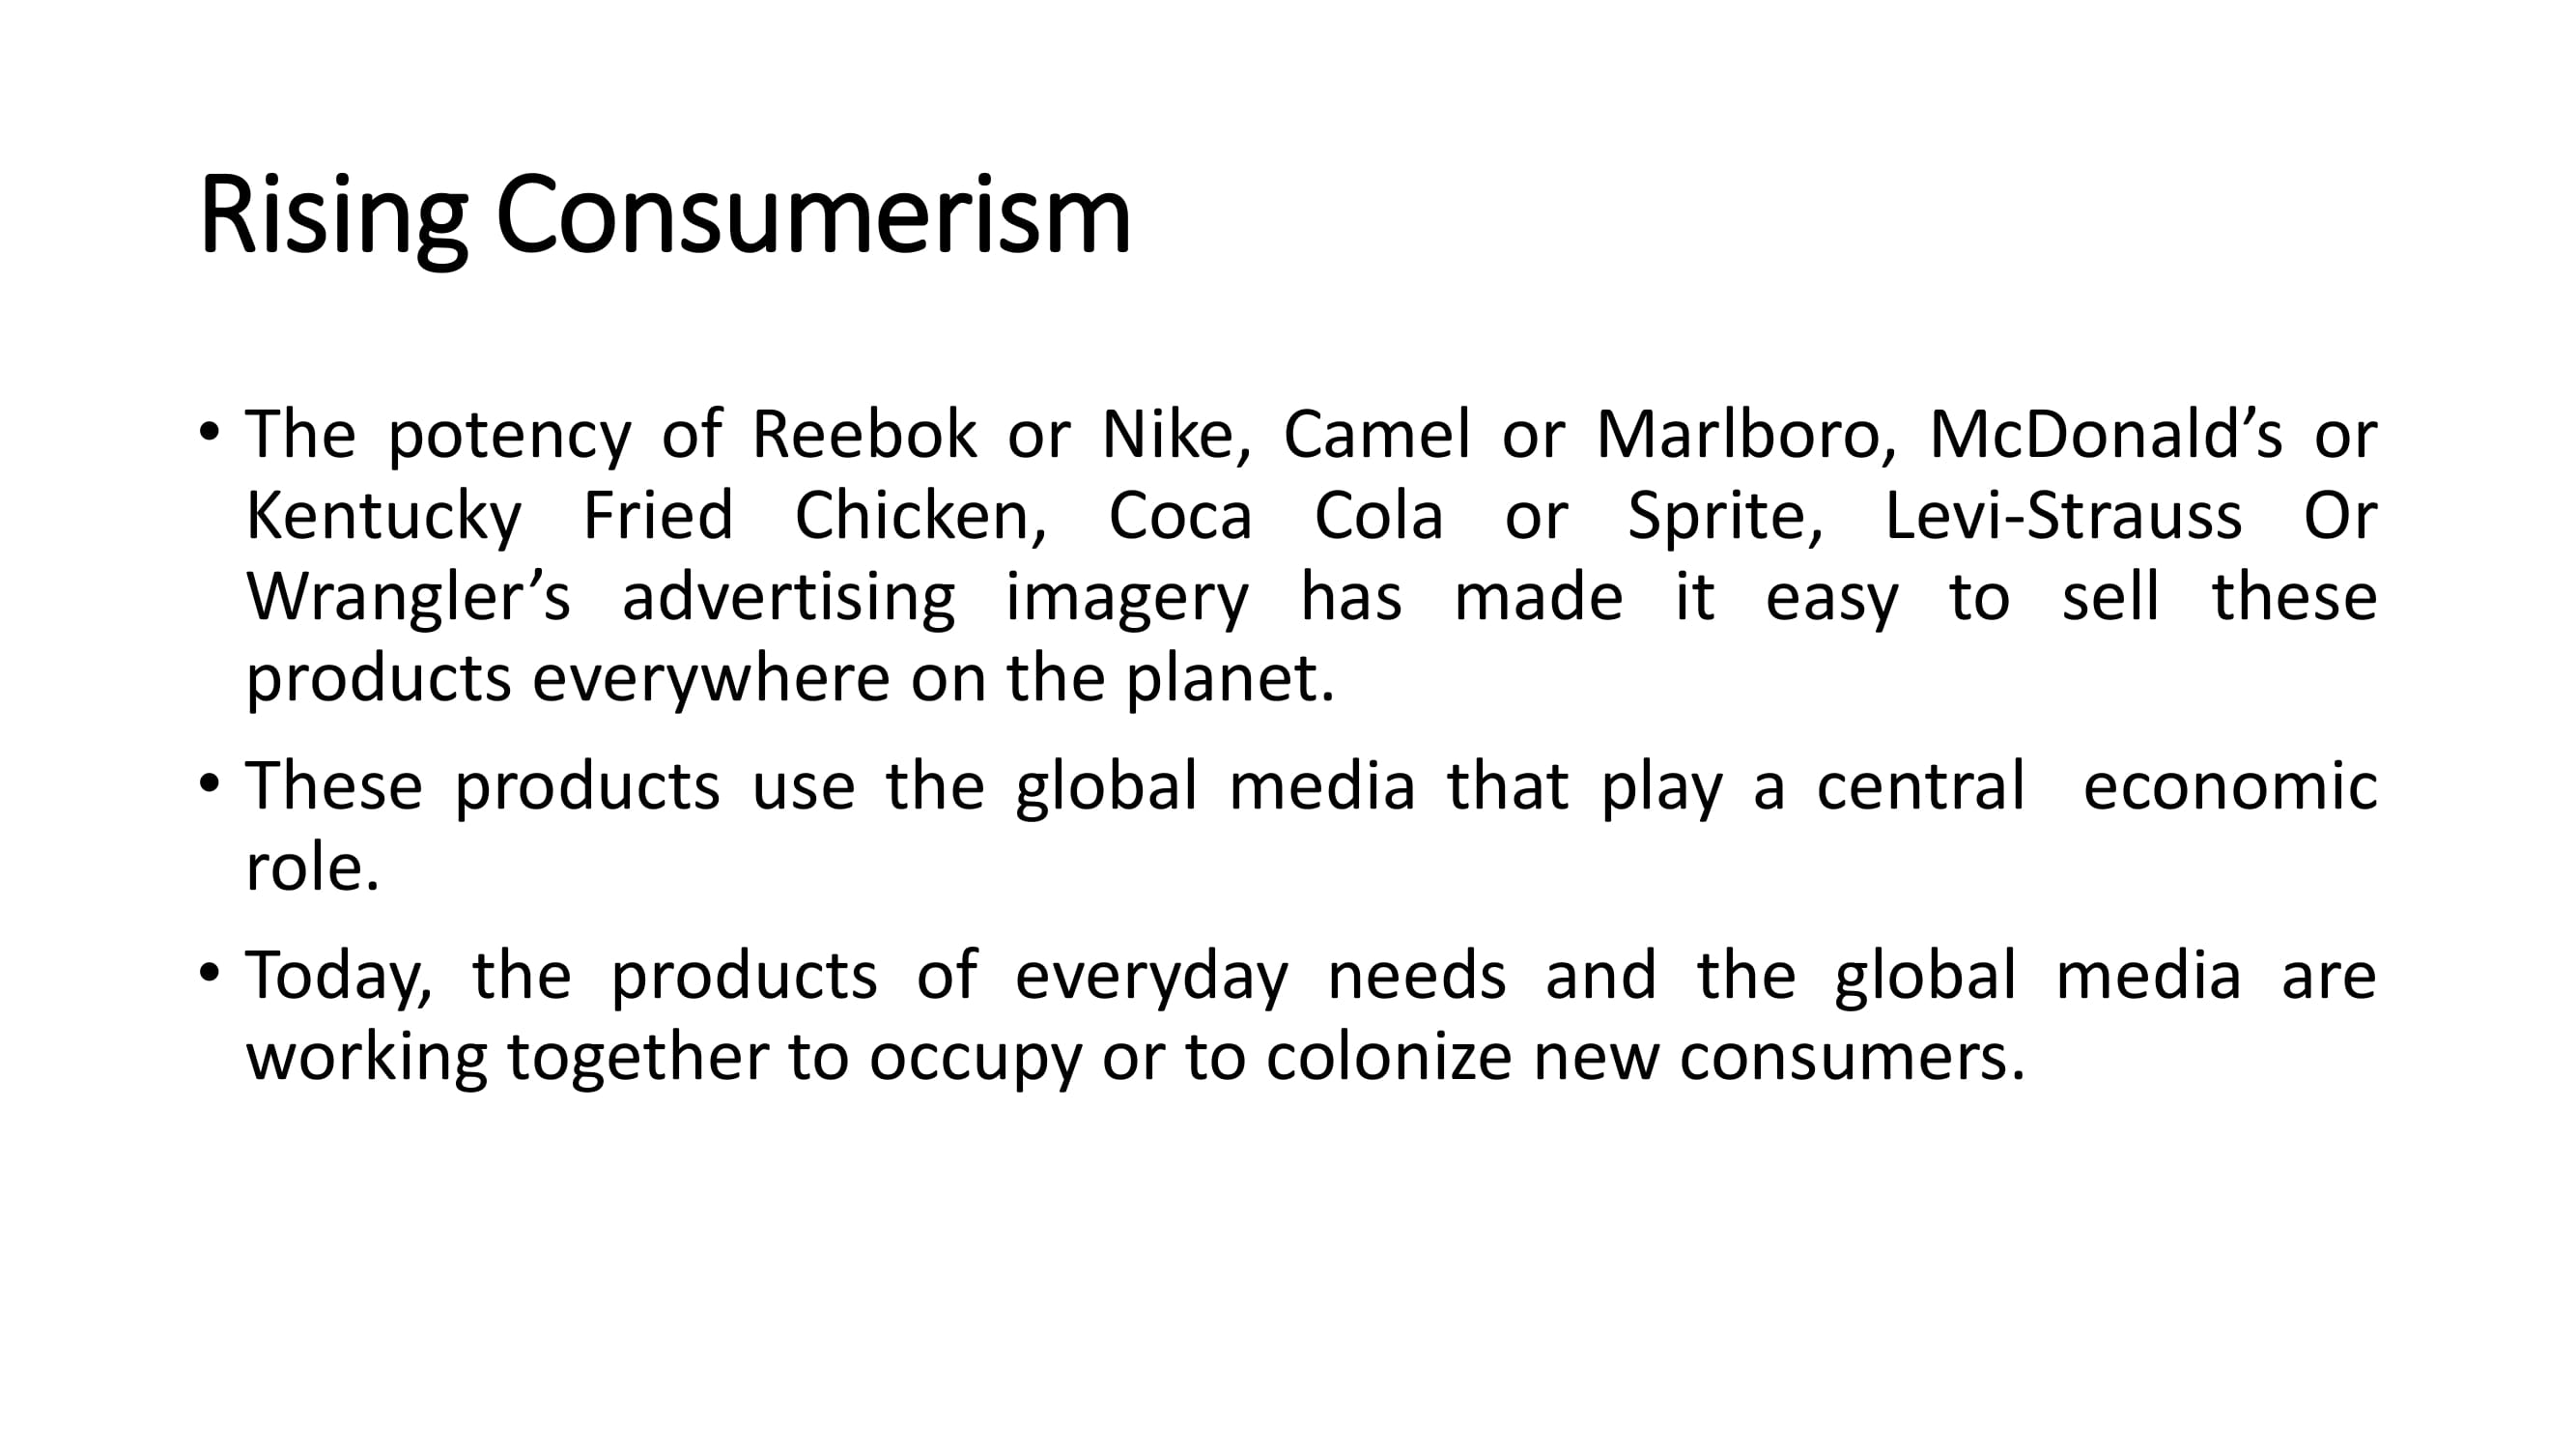 Rising Consumerism
• The potency of Reebok or Nike, Camel or Marlboro, McDonald’s or
Kentucky Fried Chicken, Coca Cola or Sprite, Levi-Strauss Or
Wrangler’s advertising imagery has made it easy to sell these
products everywhere on the planet.
• These products use the global media that play a central  economic
role.
• Today, the products of everyday needs and the global media are
working together to occupy or to colonize new consumers.